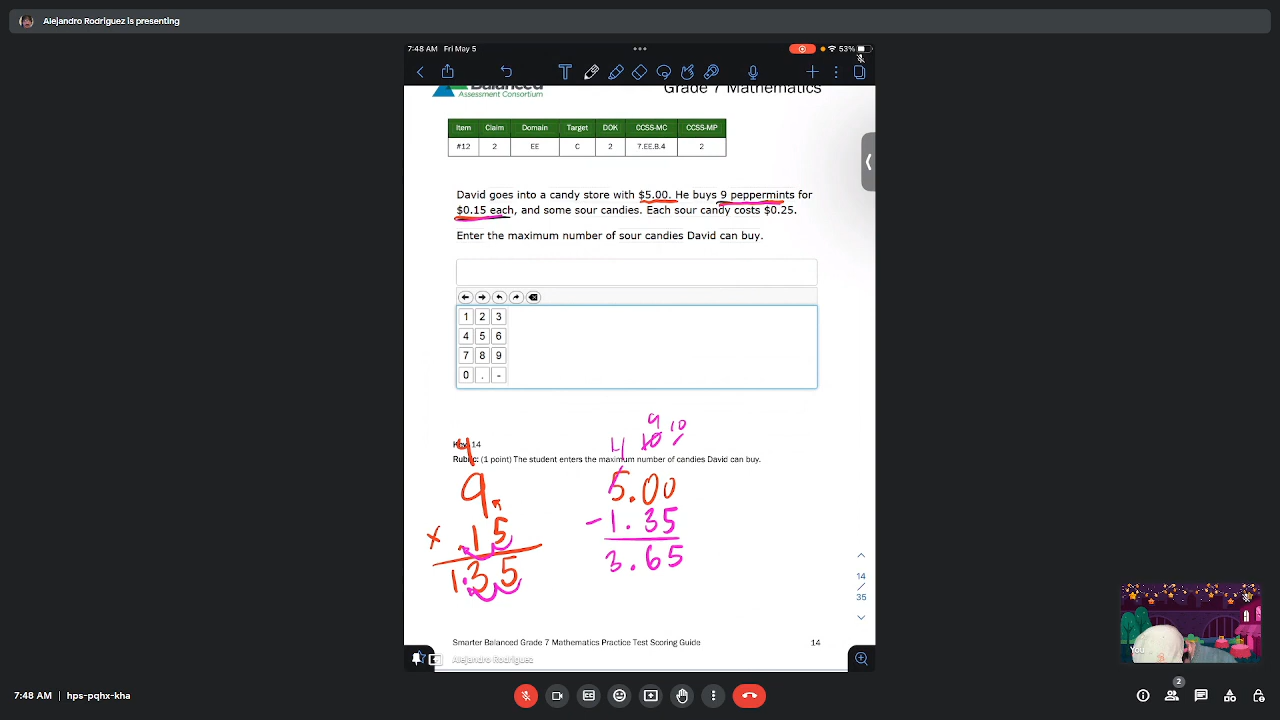 Alejandro Rodriguez is presenting
7:48 AM Fri May 5
53%
Balanced
Assessment Consortium
Grade 7 Mathematics
Item Claim Domain Target DOK CCSS-MC CCSS-MP
#12 2 EE C 2 7.EE.B.4 2
David goes into a candy store with $5.00. He buys 9 peppermints for
$0.15 each, and some sour candies. Each sour candy costs $0.25.
Enter the maximum number of sour candies David can buy.
1 2 3
4 5 6
7 8 9
0 . -
Key: 14
Rubric: (1 point) The student enters the maximum number of candies David can buy.
4
9
× .15
1.35
9
4 10 10
5.00
- 1.35
3.65
14
/
35
Smarter Balanced Grade 7 Mathematics Practice Test Scoring Guide 14
Alejandro Rodriguez
You
7:48 AM | hps-pqhx-kha
2